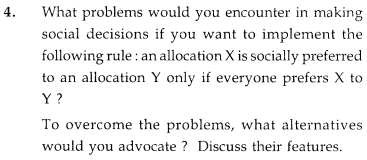 4. What problems would you encounter in making
social decisions if you want to implement the
following rule : an allocation X is socially preferred
to an allocation Y only if everyone prefers X to
Y ?
To overcome the problems, what alternatives
would you advocate ? Discuss their features.